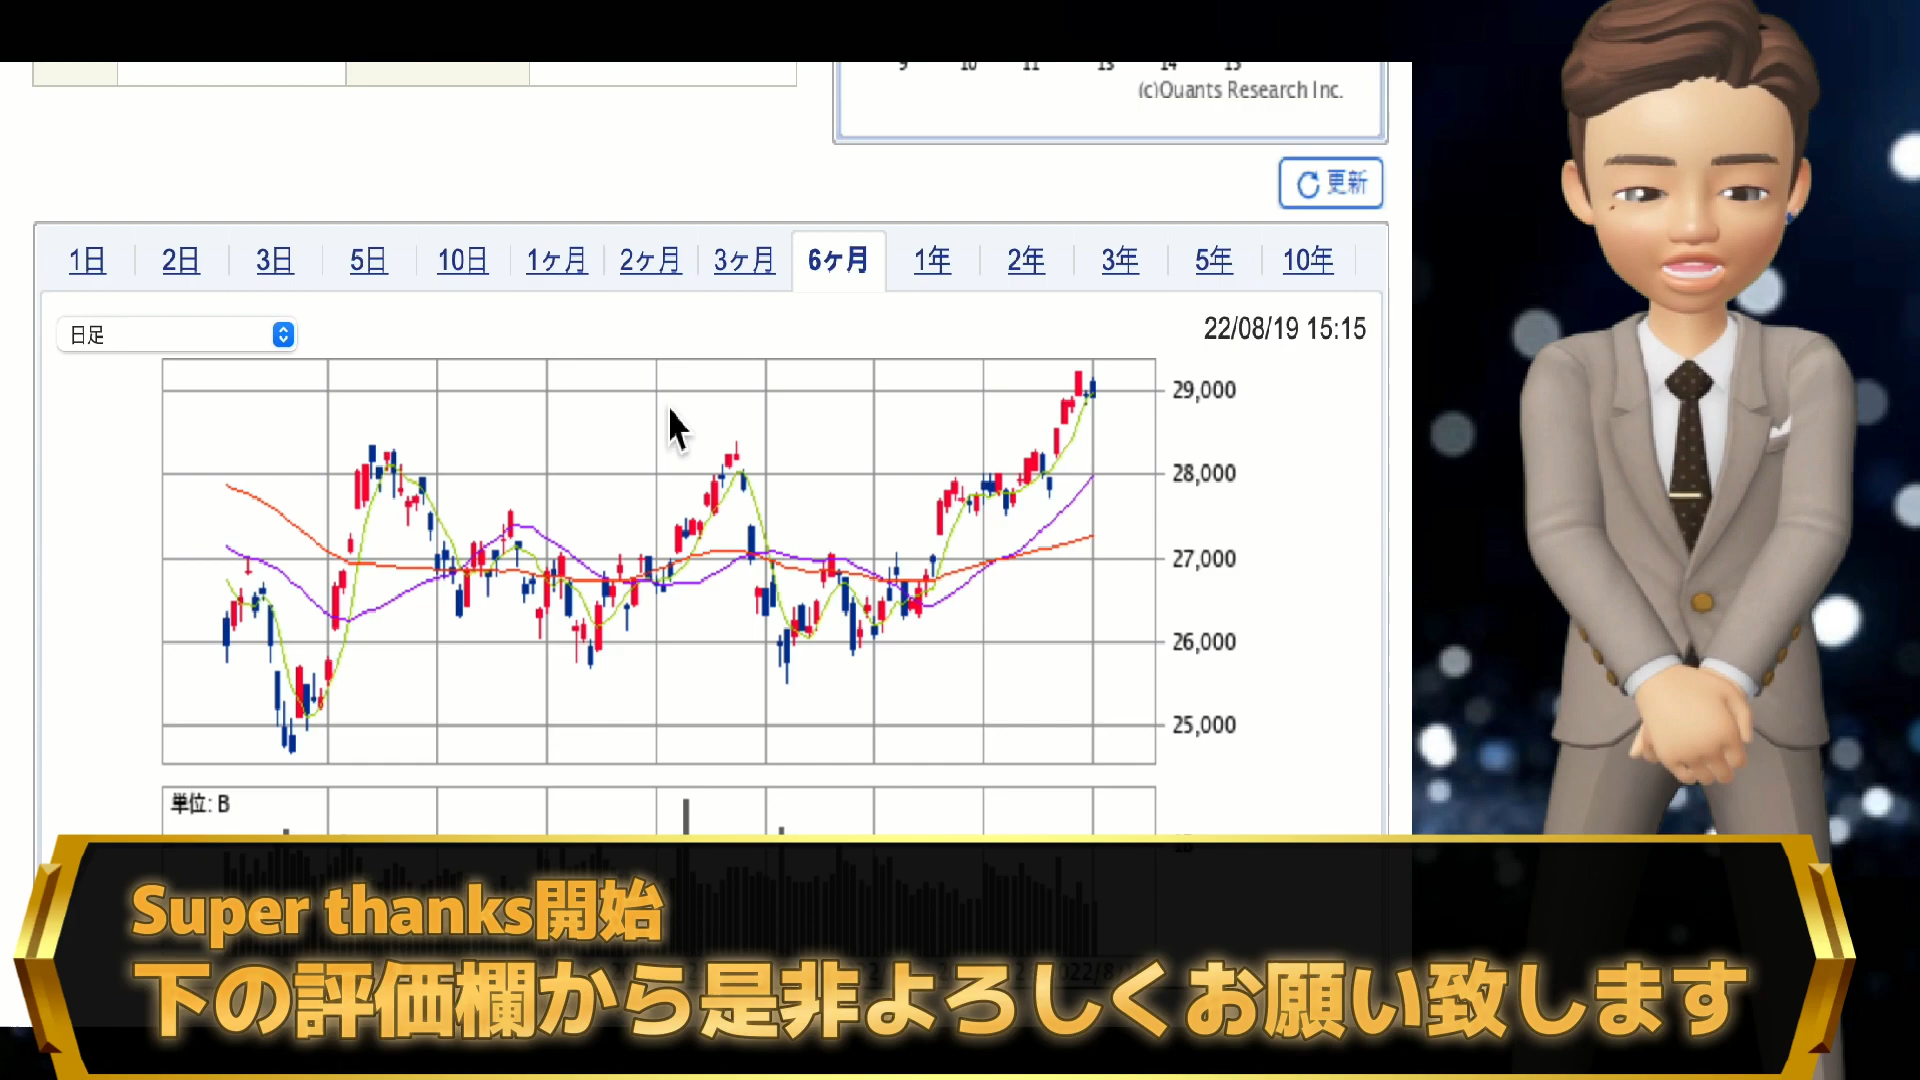 (c)Quants Research Inc.
更新
1日 2日 3日 5日 10日 1ヶ月 2ヶ月 3ヶ月 6ヶ月 1年 2年 3年 5年 10年
日足
22/08/19 15:15
29,000
28,000
27,000
26,000
25,000
単位: B
Super thanks開始
下の評価欄から是非よろしくお願い致します